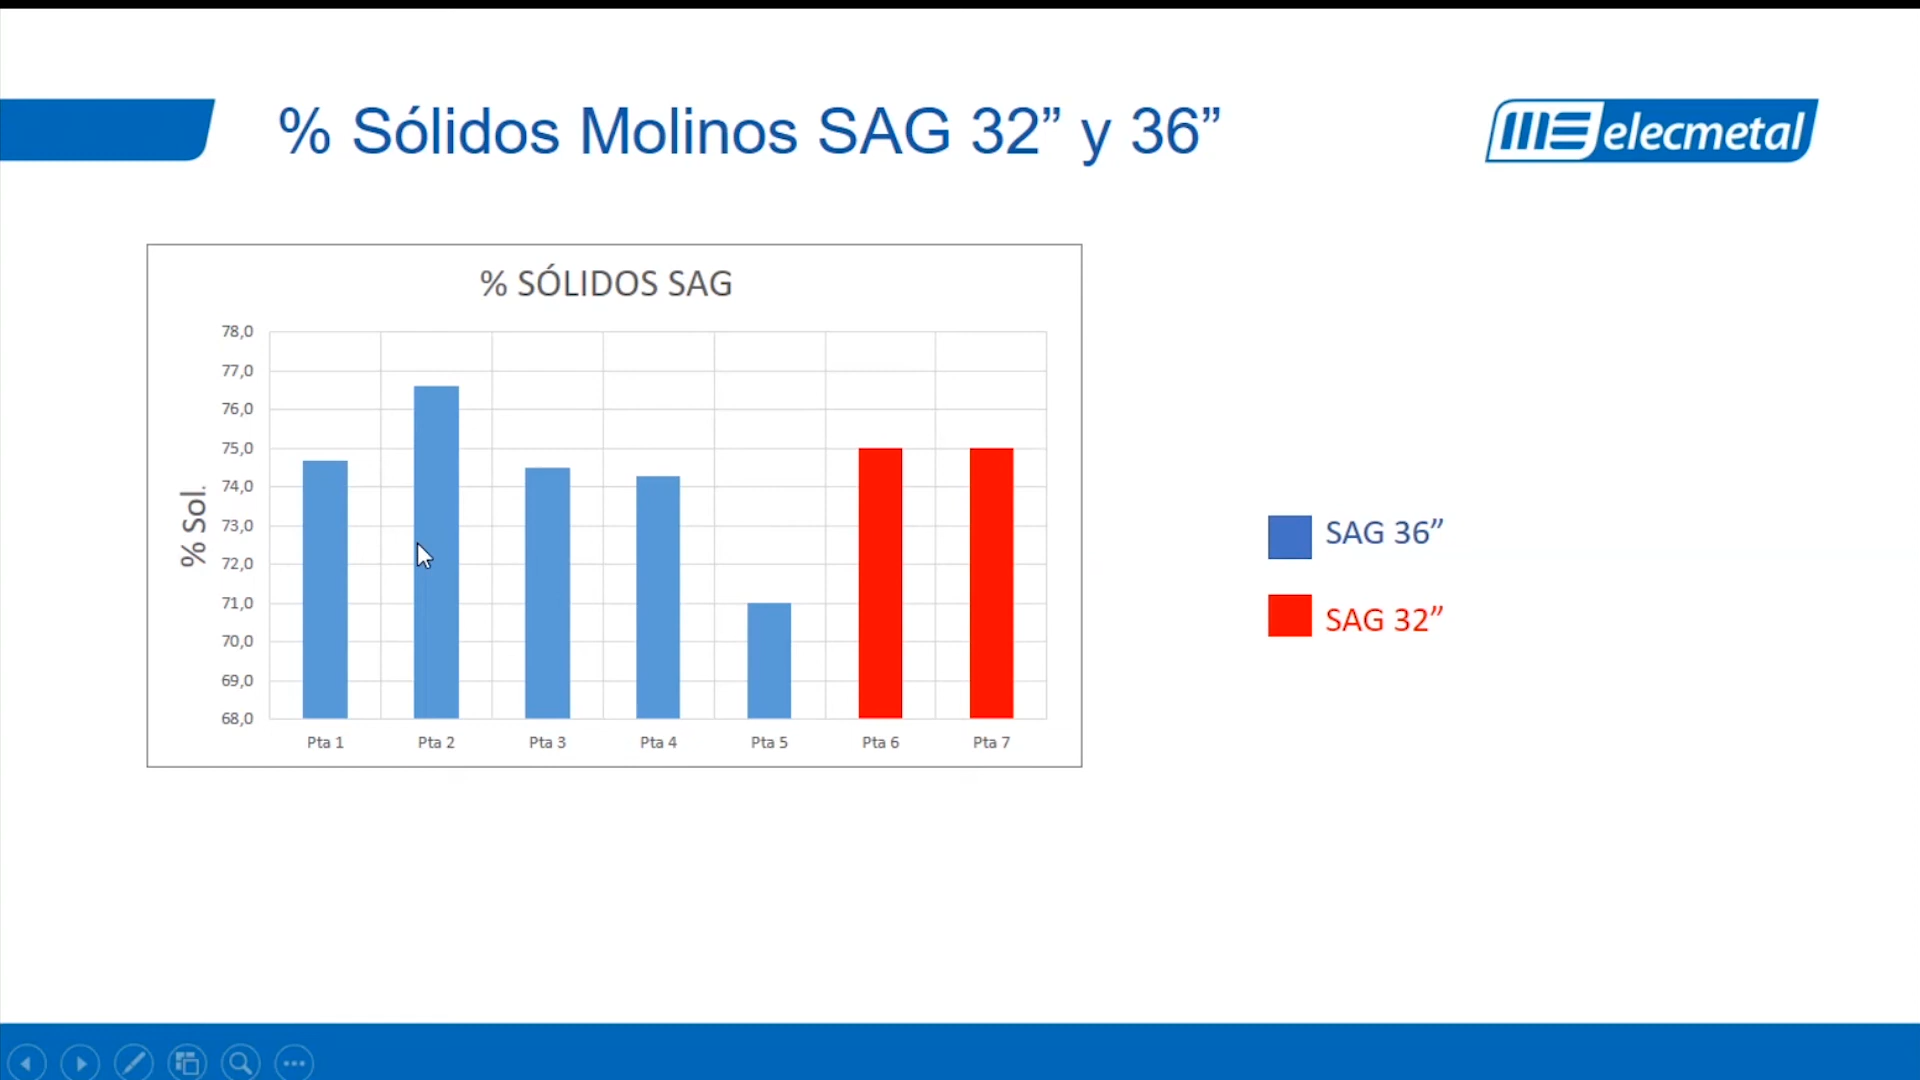 % Sólidos Molinos SAG 32” y 36”
ME elecmetal
% SÓLIDOS SAG
% Sol.
78,0
77,0
76,0
75,0
74,0
73,0
72,0
71,0
70,0
69,0
68,0
Pta 1 Pta 2 Pta 3 Pta 4 Pta 5 Pta 6 Pta 7
SAG 36”
SAG 32”